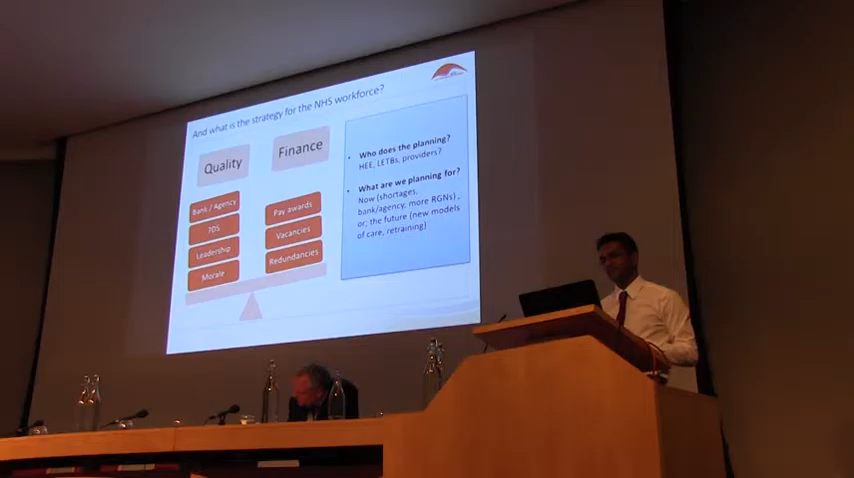 And what is the strategy for the NHS workforce?
Quality
Finance
Bank / Agency
7DS
Leadership
Morale
Pay awards
Vacancies
Redundancies
• Who does the planning?
HEE, LETBs, providers?
• What are we planning for?
Now (shortages,
bank/agency, more RGNs) ,
or; the future (new models
of care, retraining)